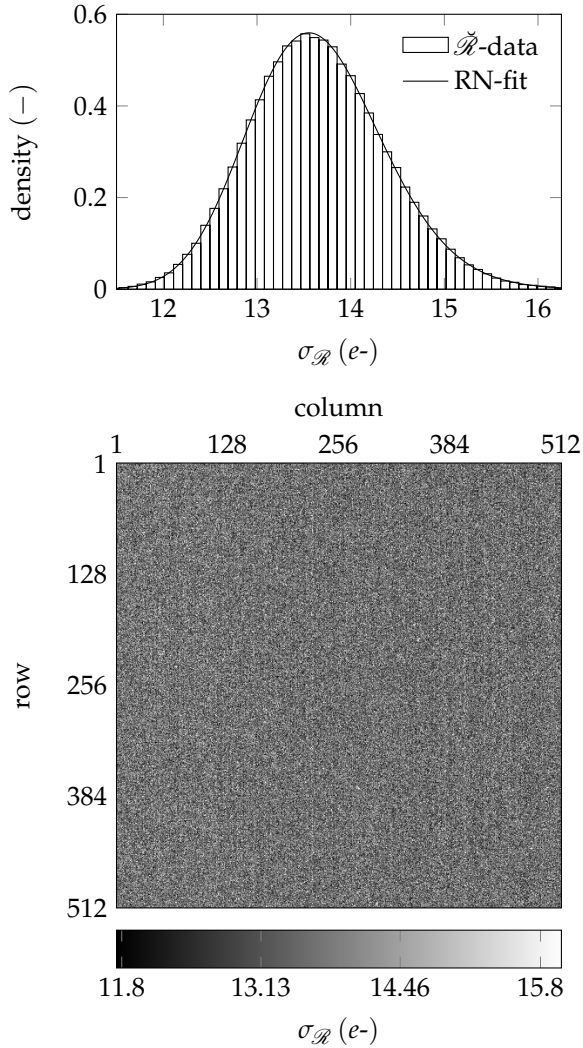 0.6
0.4
0.2
0
density (−)
ℛ̆-data
RN-fit
12 13 14 15 16
σℛ (e-)
column
1 128 256 384 512
1
128
256
384
512
row
11.8 13.13 14.46 15.8
σℛ (e-)